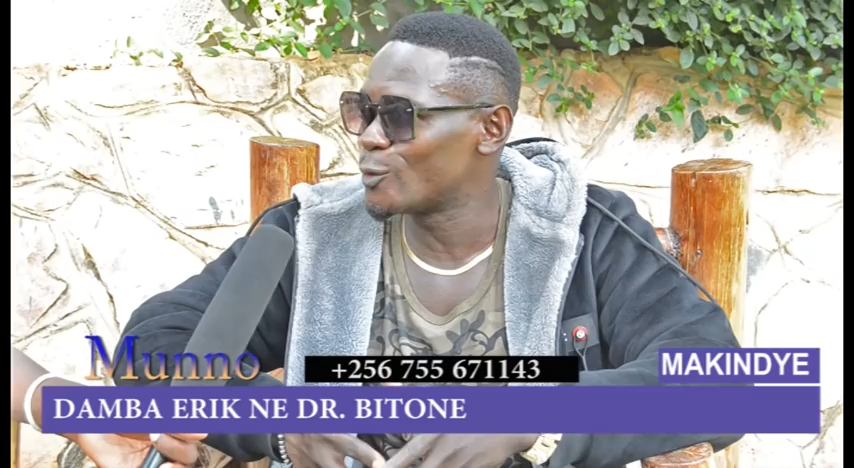 Munno
+256 755 671143
MAKINDYE
DAMBA ERIK NE DR. BITONE